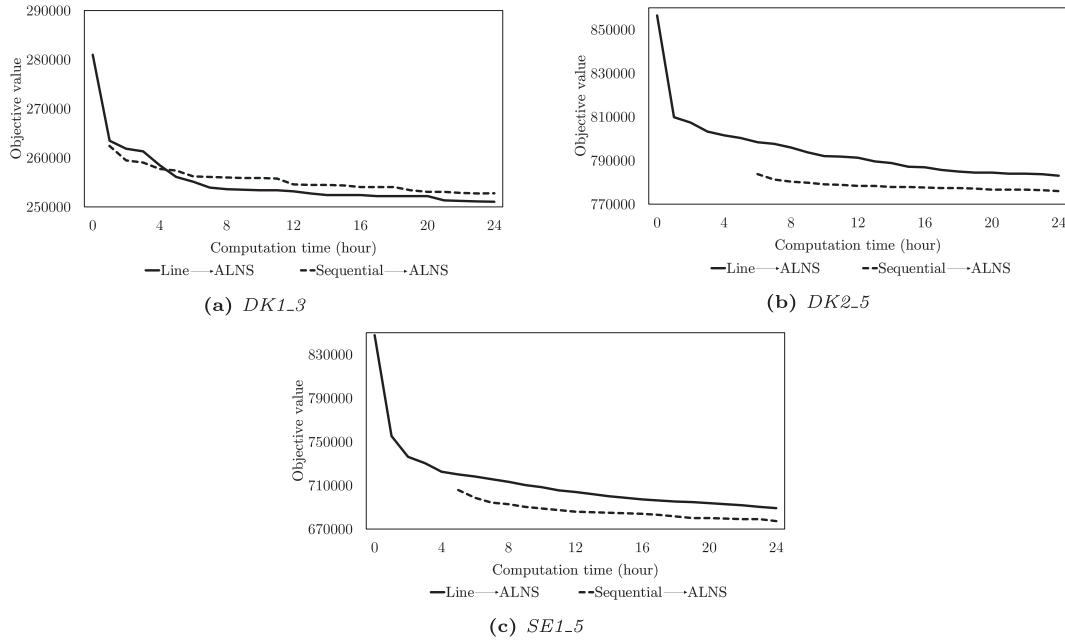 290000
280000
270000
260000
250000
Objective value
0 4 8 12 16 20 24
Computation time (hour)
Line→ALNS Sequential→ALNS
(a) DK1_3
850000
830000
810000
790000
770000
Objective value
0 4 8 12 16 20 24
Computation time (hour)
Line→ALNS Sequential→ALNS
(b) DK2_5
830000
790000
750000
710000
670000
Objective value
0 4 8 12 16 20 24
Computation time (hour)
Line→ALNS Sequential→ALNS
(c) SE1_5